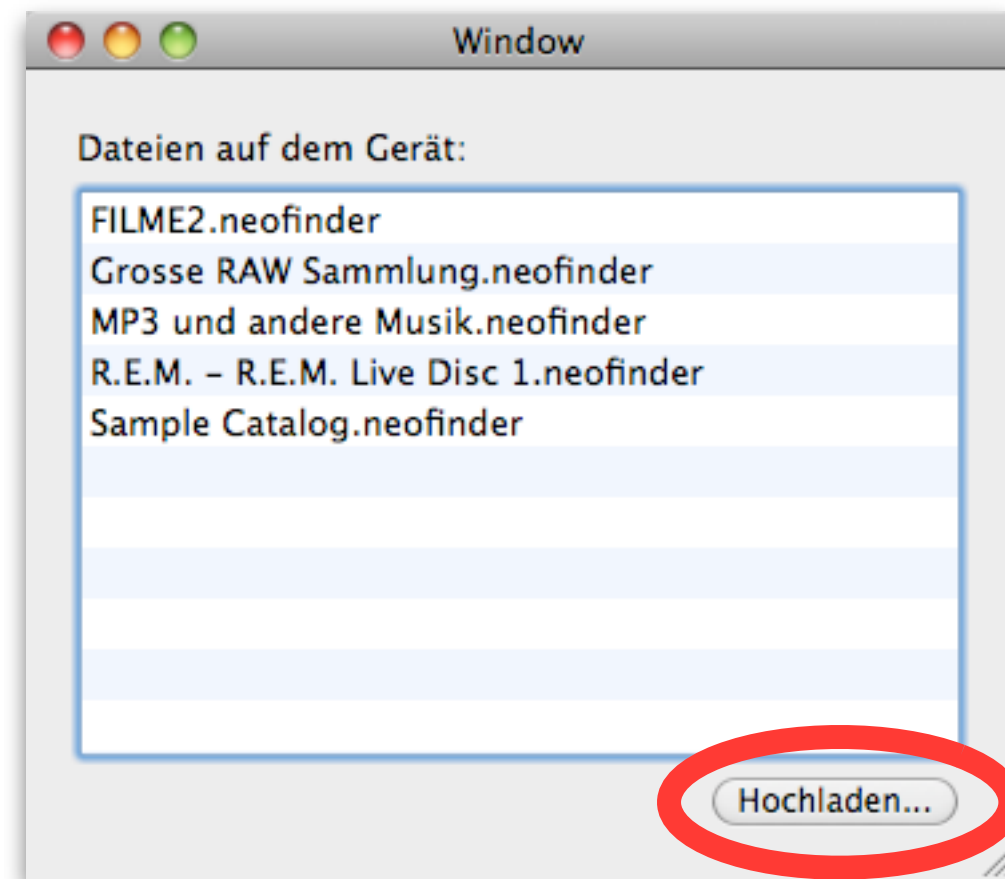 Window
Dateien auf dem Gerät:
FILME2.neofinder
Grosse RAW Sammlung.neofinder
MP3 und andere Musik.neofinder
R.E.M. – R.E.M. Live Disc 1.neofinder
Sample Catalog.neofinder
Hochladen...